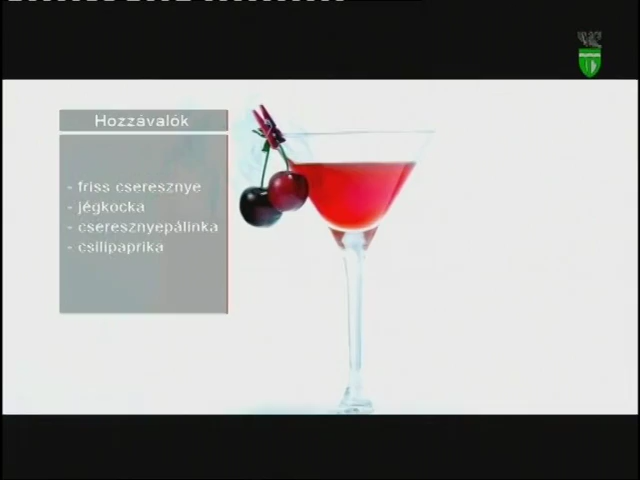 Hozzávalók
- friss cseresznye
- jégkocka
- cseresznyepálinka
- csilipaprika